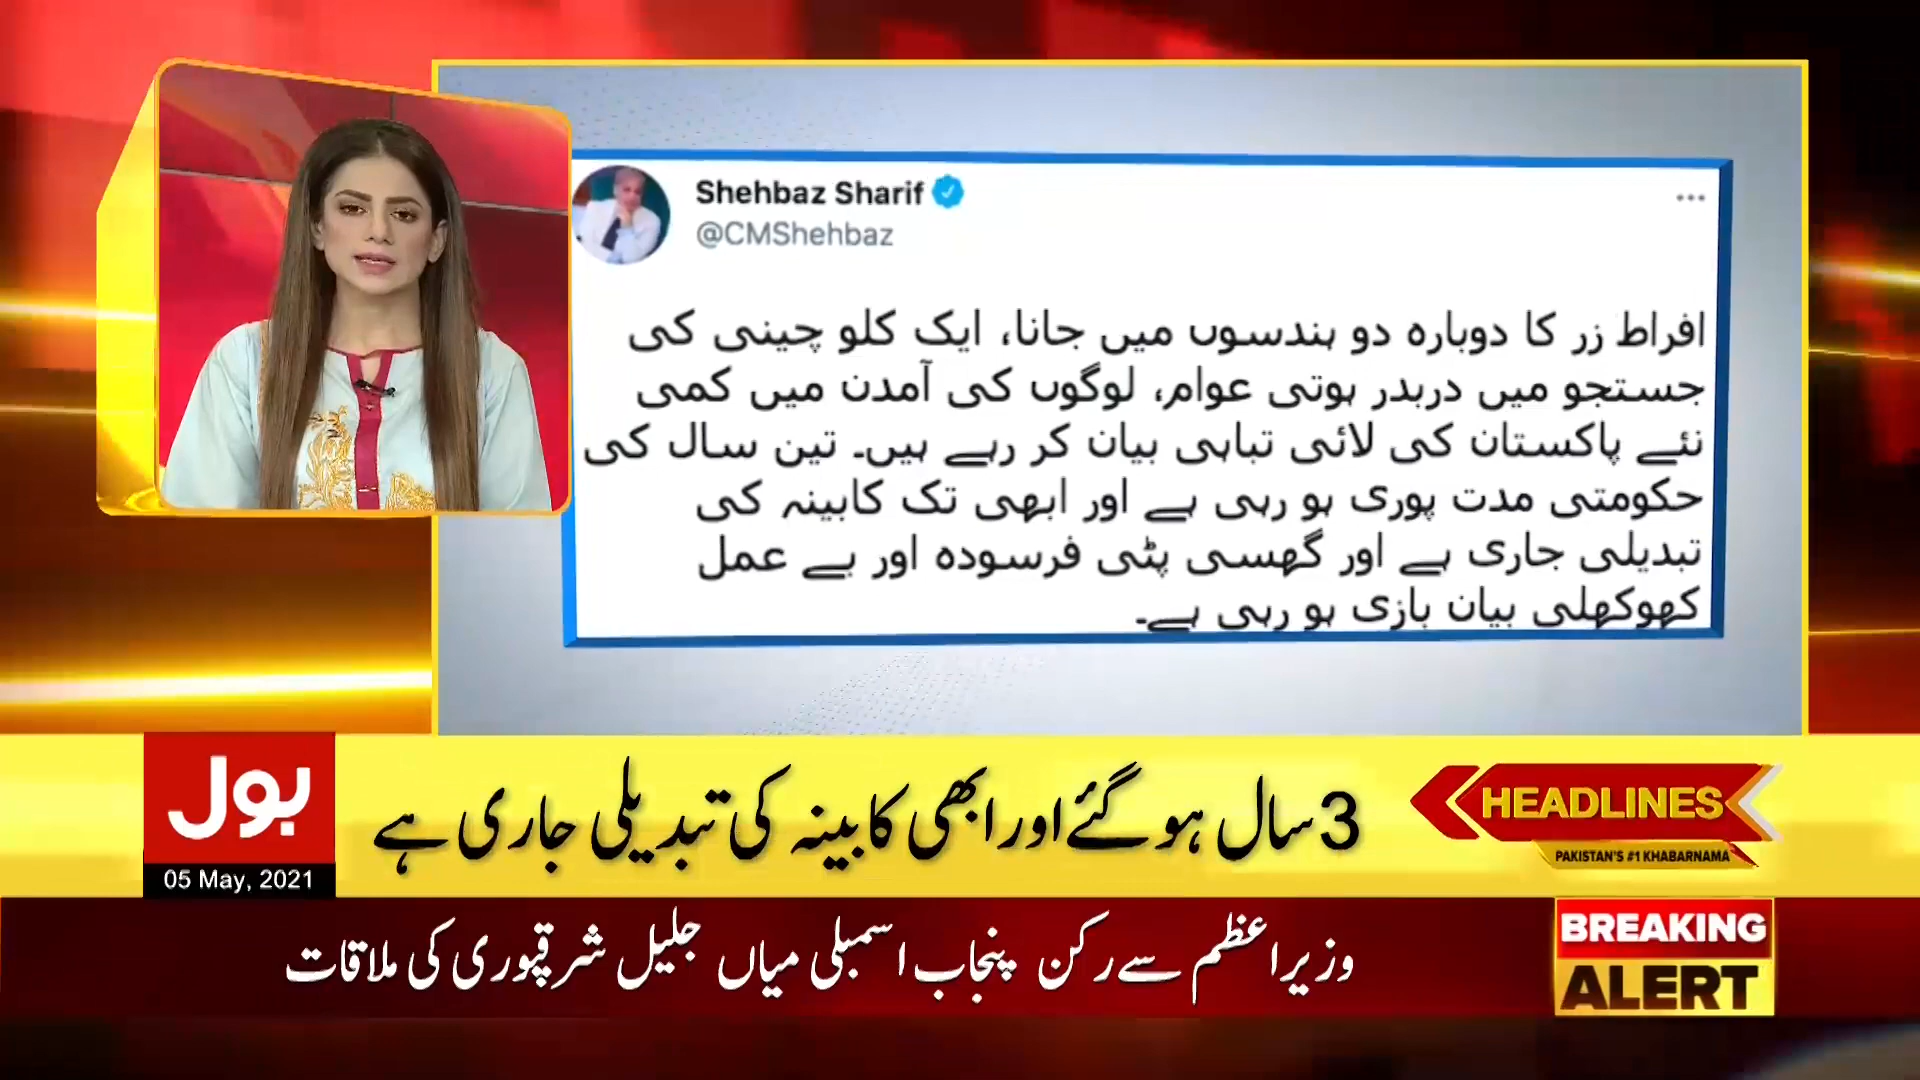 Shehbaz Sharif
@CMShehbaz
افراط زر کا دوبارہ دو ہندسوں میں جانا، ایک کلو چینی کی
جستجو میں دربدر ہوتی عوام، لوگوں کی آمدن میں کمی
نئے پاکستان کی لائی تباہی بیان کر رہے ہیں۔ تین سال کی
حکومتی مدت پوری ہو رہی ہے اور ابھی تک کابینہ کی
تبدیلی جاری ہے اور گھسی پٹی فرسودہ اور بے عمل
کھوکھلی بیان بازی ہو رہی ہے۔
بول
05 May, 2021
3 سال ہوگئے اور ابھی کابینہ کی تبدیلی جاری ہے
HEADLINES
PAKISTAN'S #1 KHABARNAMA
وزیراعظم سے رکن پنجاب اسمبلی میاں جلیل شرقپوری کی ملاقات
BREAKING
ALERT